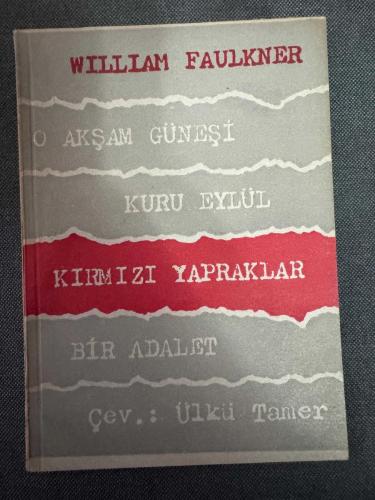 WILLIAM FAULKNER
O AKŞAM GÜNEŞİ
KURU EYLÜL
KIRMIZI YAPRAKLAR
BİR ADALET
Çev.: Ülkü Tamer